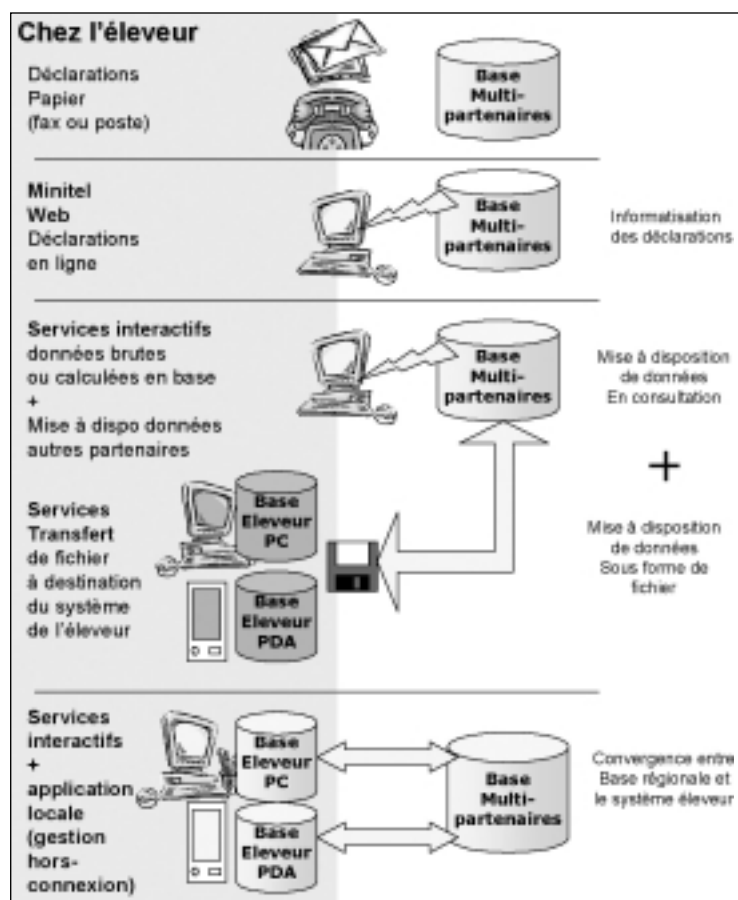 Chez l'éleveur
Déclarations
Papier
(fax ou poste)
Base
Multi-
partenaires
Minitel
Web
Déclarations
en ligne
Base
Multi-
partenaires
Informatisation
des déclarations
Services interactifs
données brutes
ou calculées en base
+
Mise à dispo données
autres partenaires
Base
Multi-
partenaires
Mise à disposition
de données
En consultation
+
Services
Transfert
de fichier
à destination
du système
de l'éleveur
Base
Eleveur
PC
Base
Eleveur
PDA
Mise à disposition
de données
Sous forme de
fichier
Services
interactifs
+
application
locale
(gestion
hors-
connexion)
Base
Eleveur
PC
Base
Eleveur
PDA
Base
Multi-
partenaires
Convergence entre
Base régionale et
le système éleveur